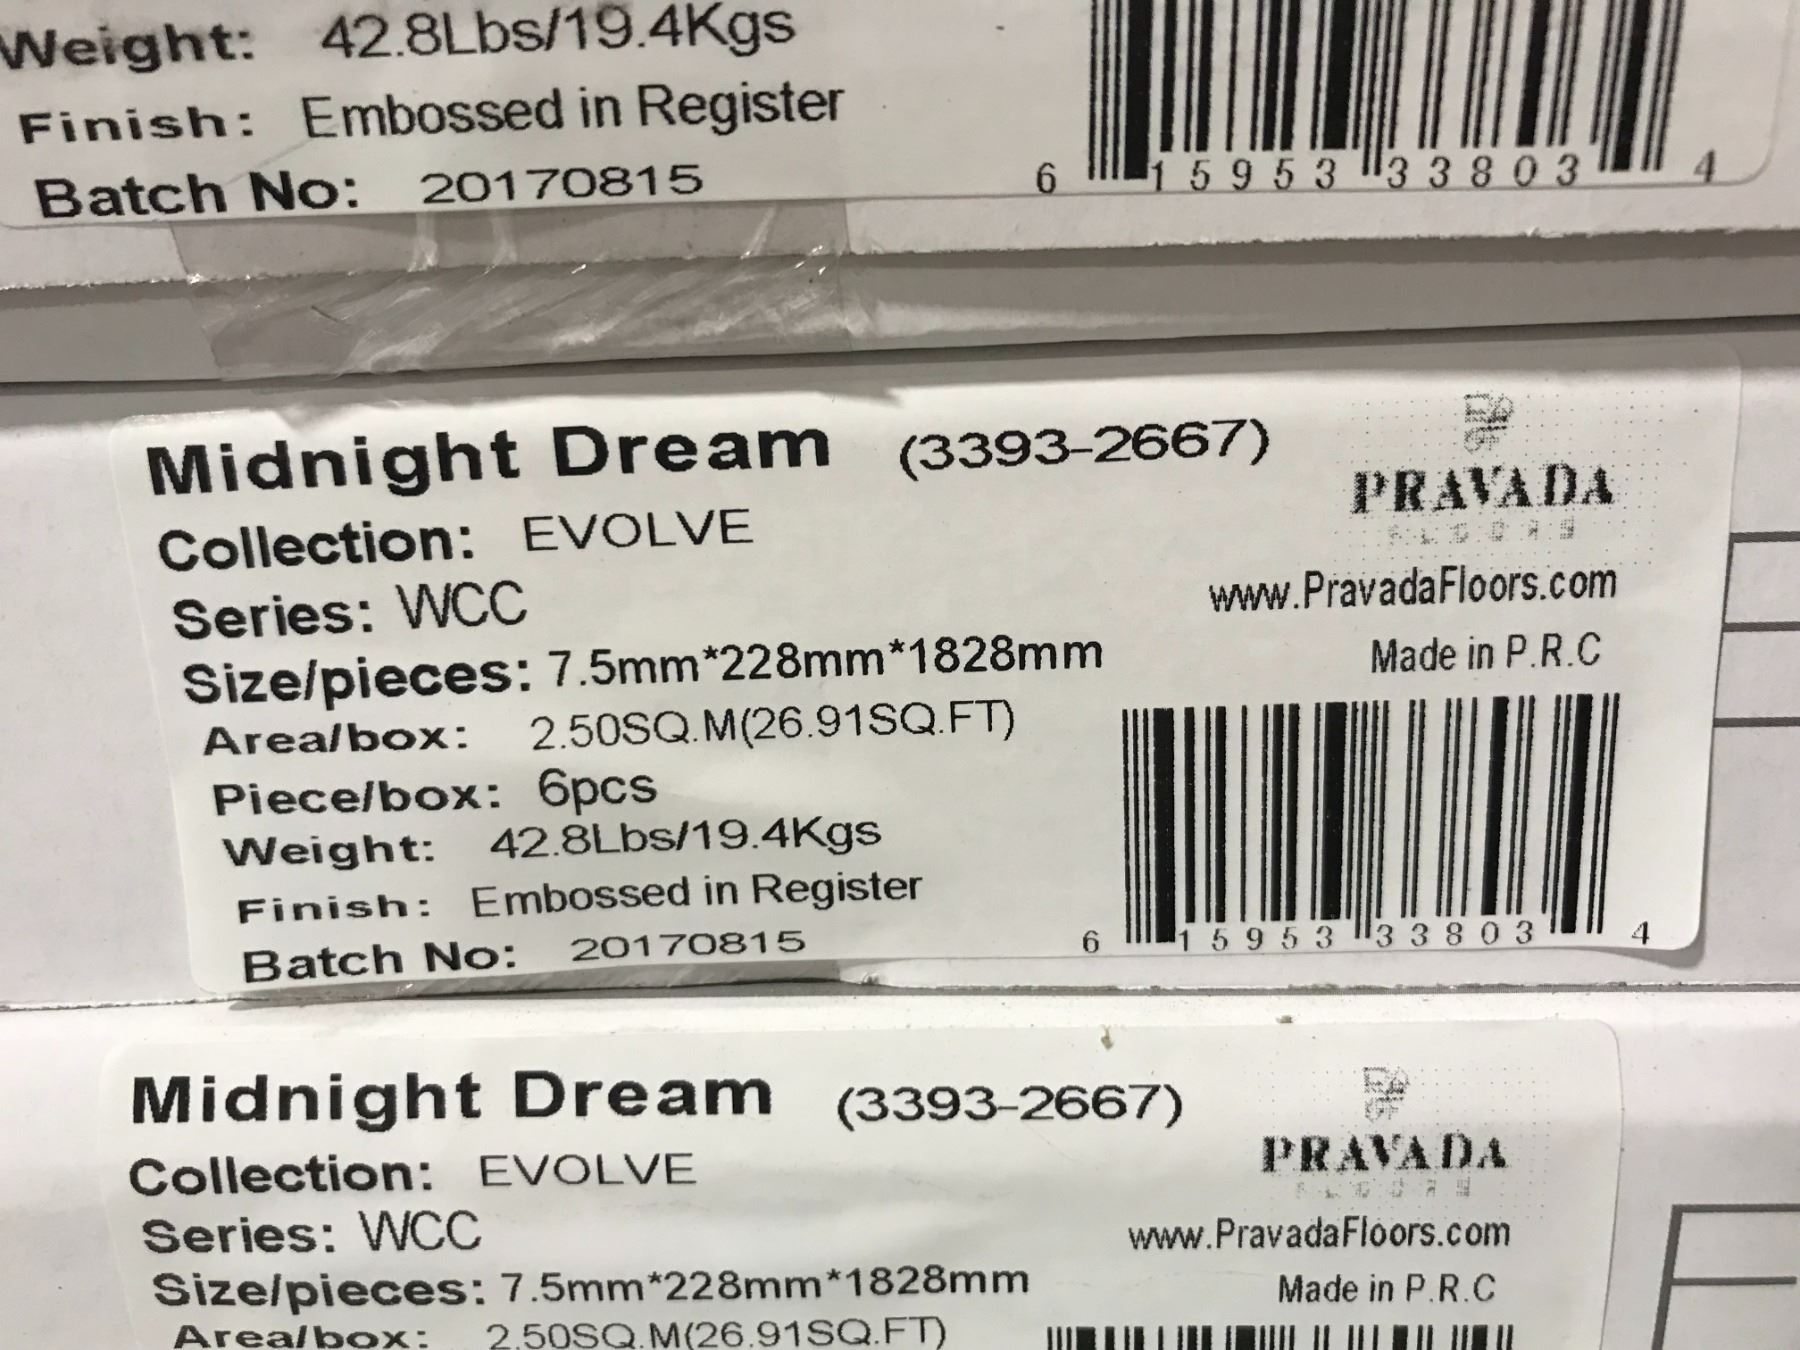 Weight: 42.8Lbs/19.4Kgs
Finish: Embossed in Register
Batch No: 20170815
6 15953 33803 4
Midnight Dream (3393-2667)
PRAVADA
FLOORS
Collection: EVOLVE
Series: WCC
www.PravadaFloors.com
Size/pieces: 7.5mm*228mm*1828mm
Made in P.R.C
Area/box: 2.50SQ.M(26.91SQ.FT)
Piece/box: 6pcs
Weight: 42.8Lbs/19.4Kgs
Finish: Embossed in Register
Batch No: 20170815
6 15953 33803 4
Midnight Dream (3393-2667)
PRAVADA
FLOORS
Collection: EVOLVE
Series: WCC
www.PravadaFloors.com
Size/pieces: 7.5mm*228mm*1828mm
Made in P.R.C
Area/box: 2.50SQ.M(26.91SQ.FT)